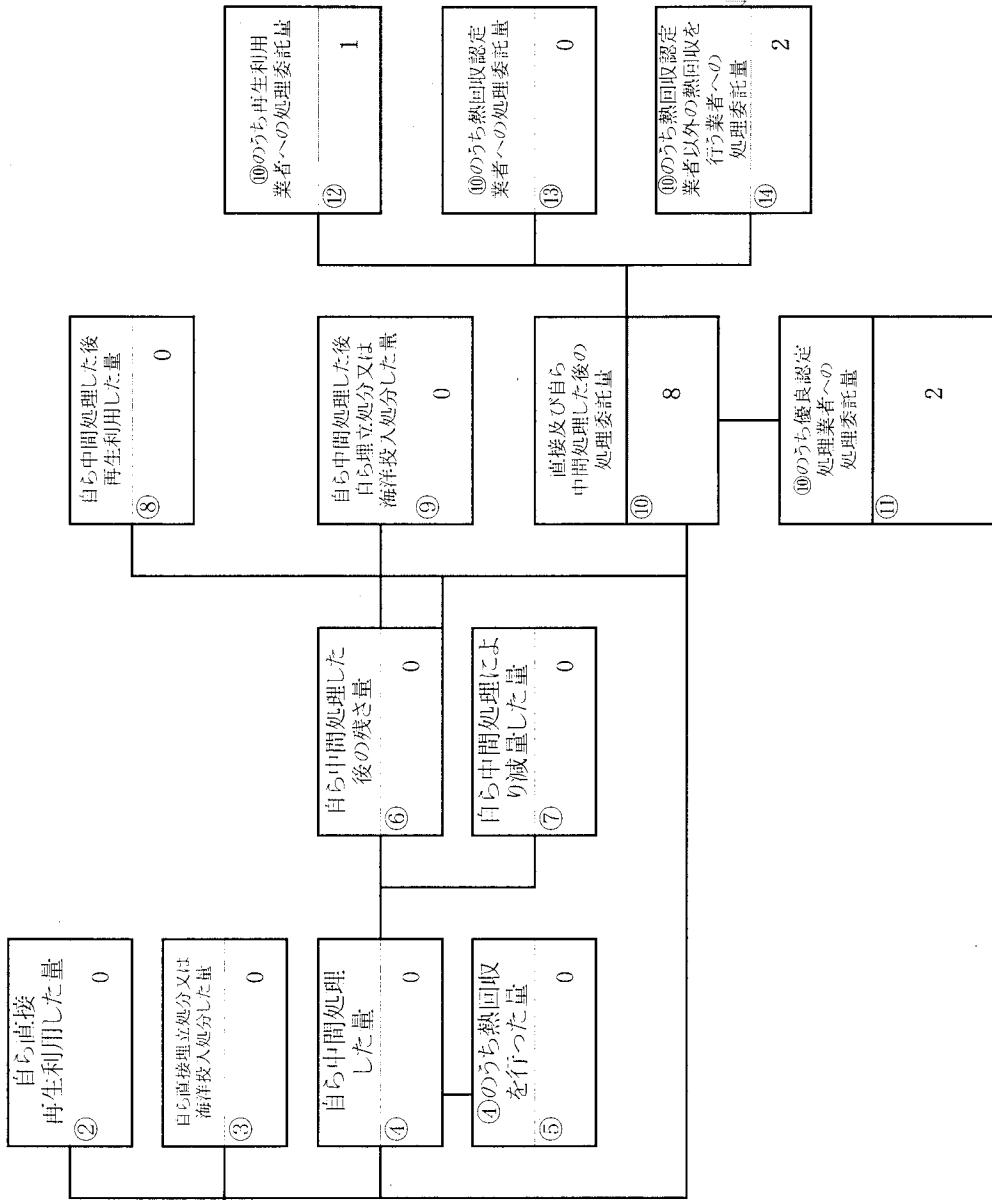 自ら直接
再生利用した量
②
0
自ら直接埋立処分又は
海洋投入処分した量
③
0
自ら中間処理
した量
④
0
④のうち熱回収
を行った量
⑤
0
自ら中間処理した
後の残さ量
⑥
0
自ら中間処理によ
り減量した量
⑦
0
自ら中間処理した後
再生利用した量
⑧
0
自ら中間処理した後
自ら埋立処分又は
海洋投入処分した量
⑨
0
直接及び自ら
中間処理した後の
処理委託量
⑩
8
⑩のうち優良認定
処理業者への
処理委託量
⑪
2
⑩のうち再生利用
業者への処理委託量
⑫
1
⑩のうち熱回収認定
業者への処理委託量
⑬
0
⑩のうち熱回収認定
業者以外の熱回収を
行う業者への
処理委託量
⑭
2